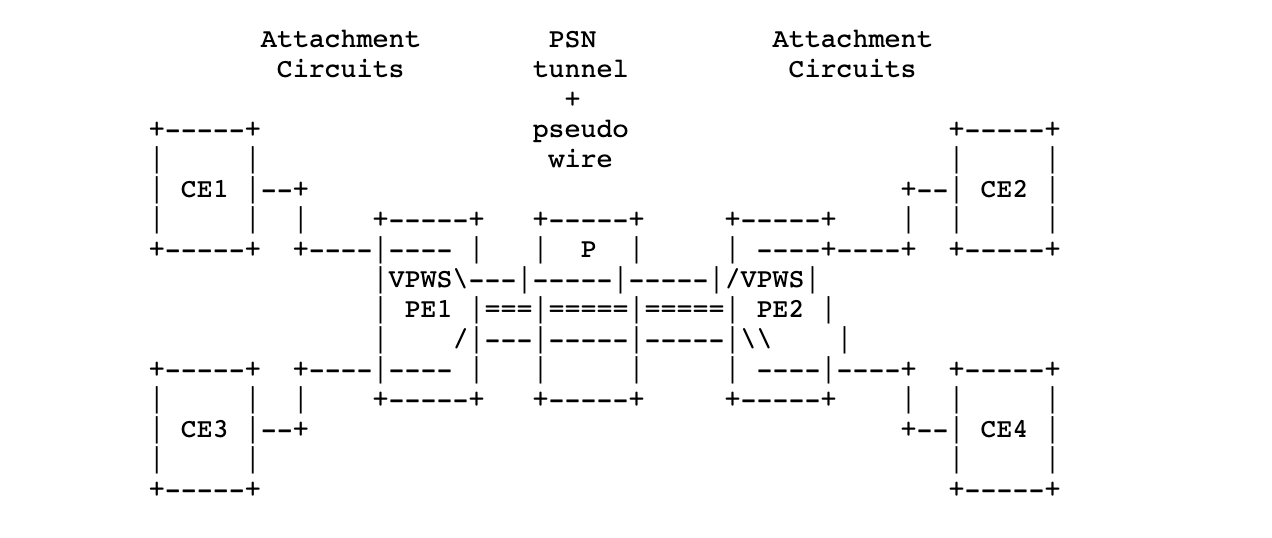 Attachment PSN Attachment
Circuits tunnel Circuits
+
pseudo
wire
CE1 CE2
P
VPWS VPWS
PE1 PE2
CE3 CE4